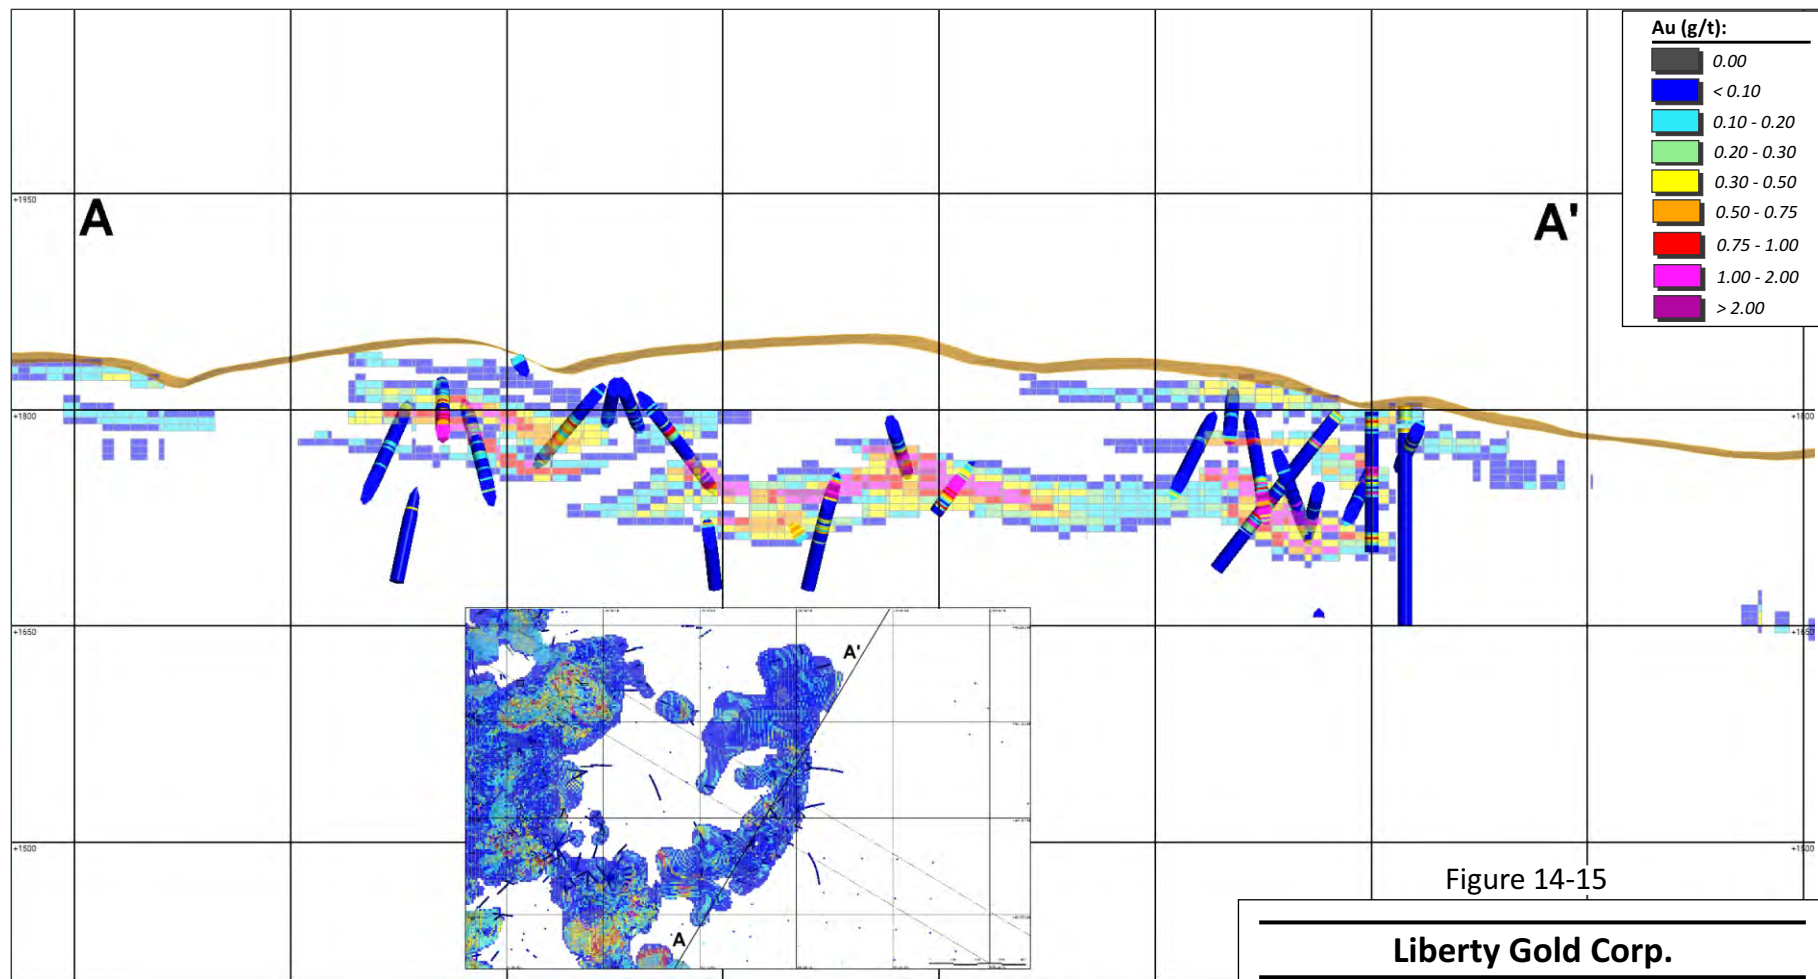 Au (g/t):
0.00
< 0.10
0.10 - 0.20
0.20 - 0.30
0.30 - 0.50
0.50 - 0.75
0.75 - 1.00
1.00 - 2.00
> 2.00
+1950
A
A'
+1800
+1800
+1650
+1650
A'
A
+1500
+1500
Figure 14-15
Liberty Gold Corp.